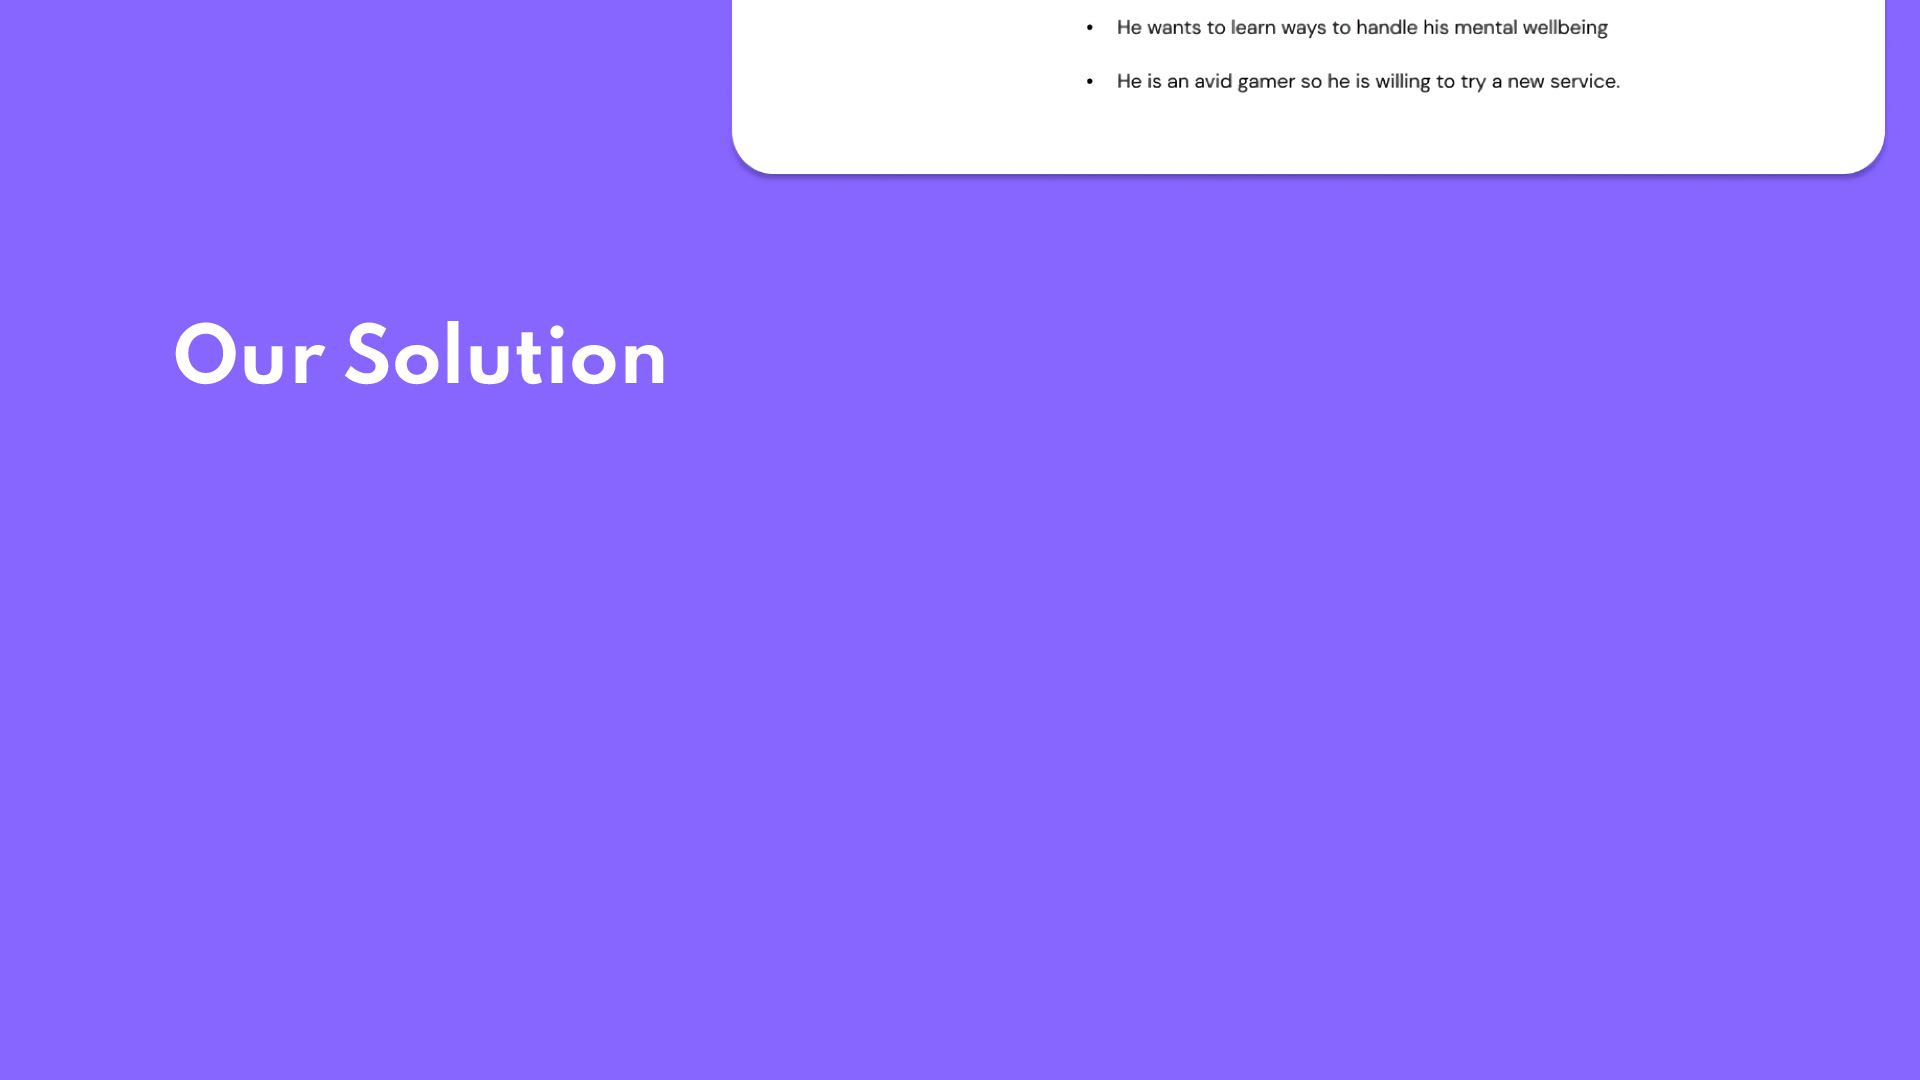 • He wants to learn ways to handle his mental wellbeing
• He is an avid gamer so he is willing to try a new service.
Our Solution